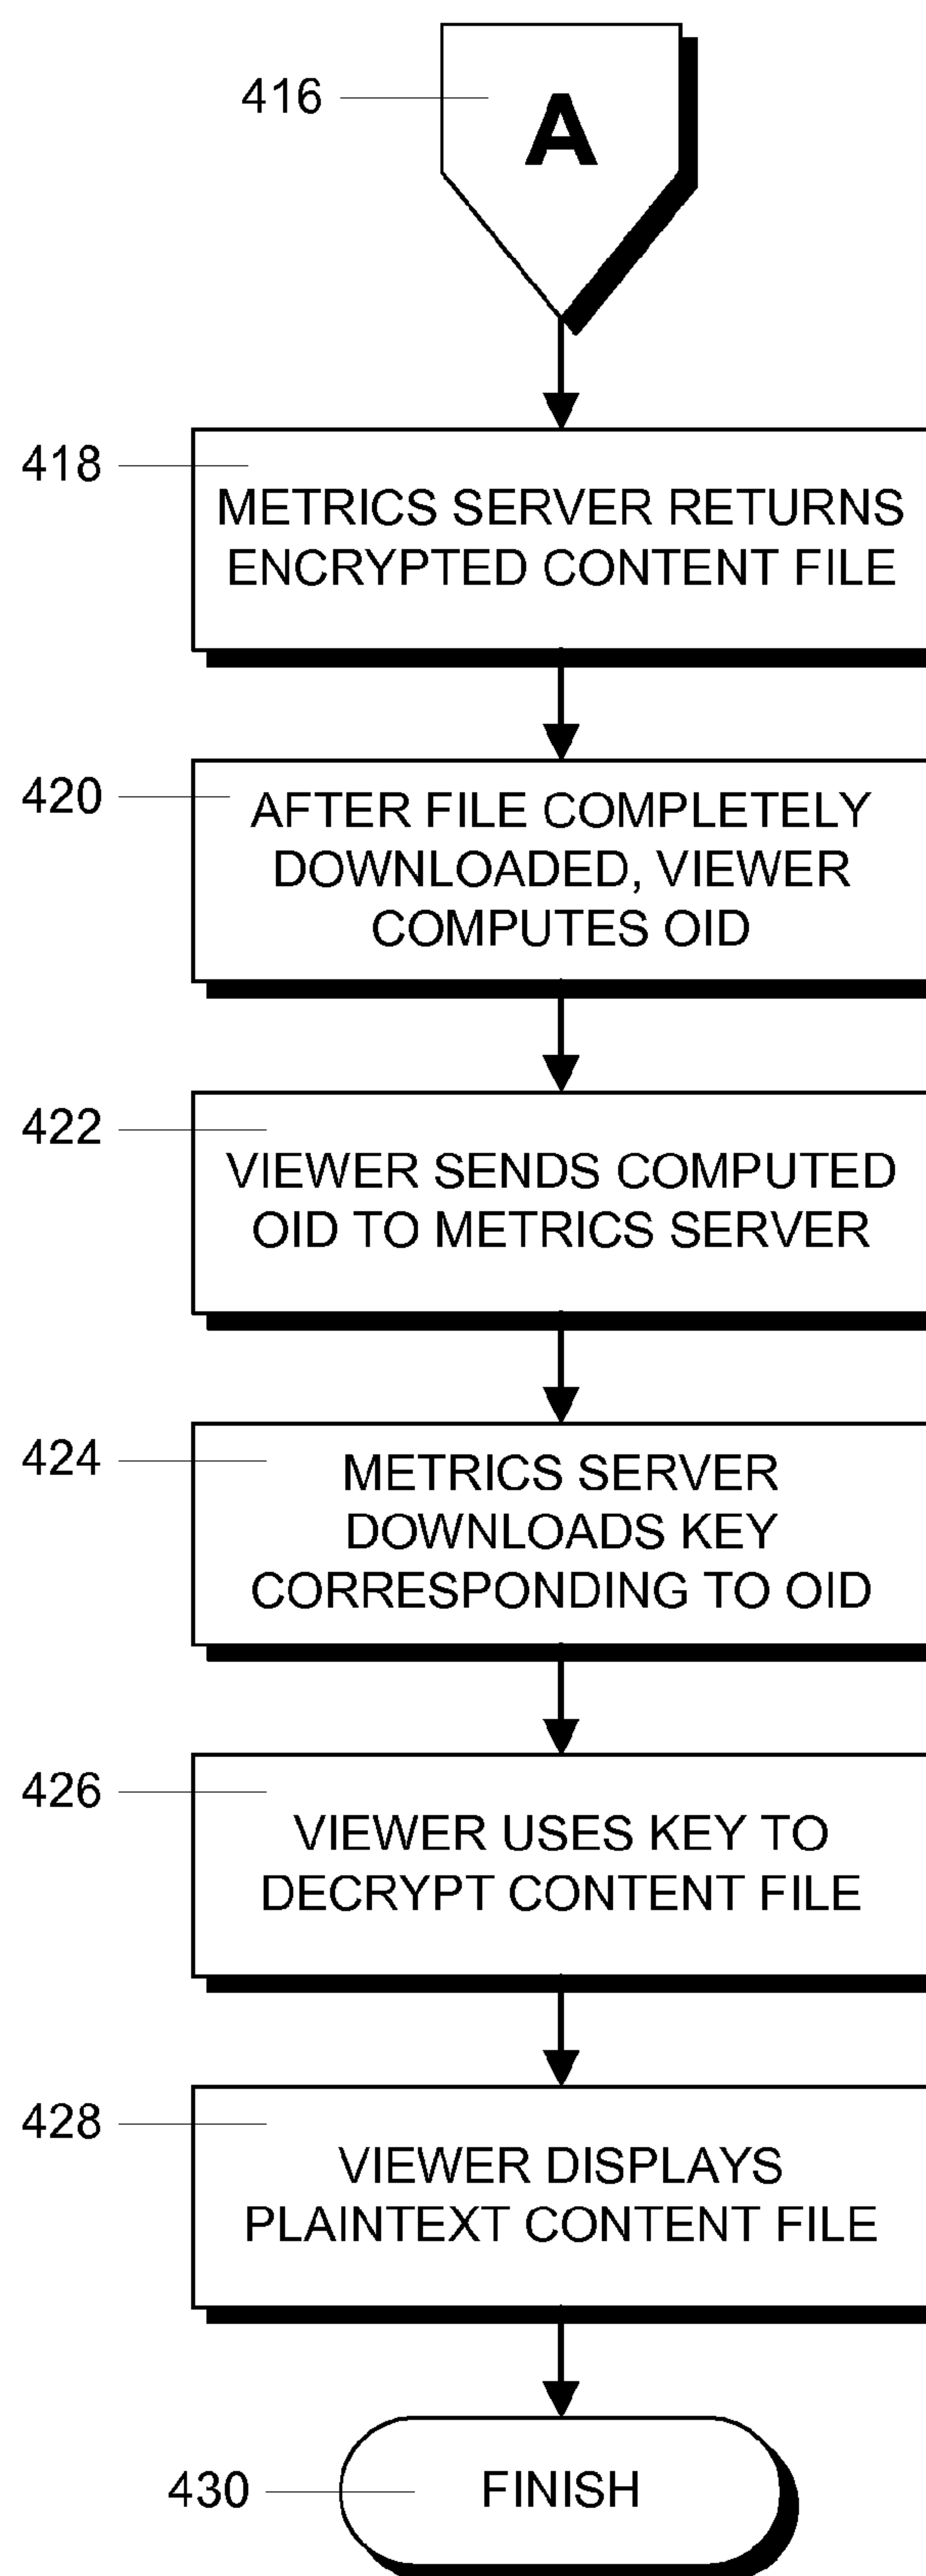 416
A
418
METRICS SERVER RETURNS
ENCRYPTED CONTENT FILE
420
AFTER FILE COMPLETELY
DOWNLOADED, VIEWER
COMPUTES OID
422
VIEWER SENDS COMPUTED
OID TO METRICS SERVER
424
METRICS SERVER
DOWNLOADS KEY
CORRESPONDING TO OID
426
VIEWER USES KEY TO
DECRYPT CONTENT FILE
428
VIEWER DISPLAYS
PLAINTEXT CONTENT FILE
430
FINISH